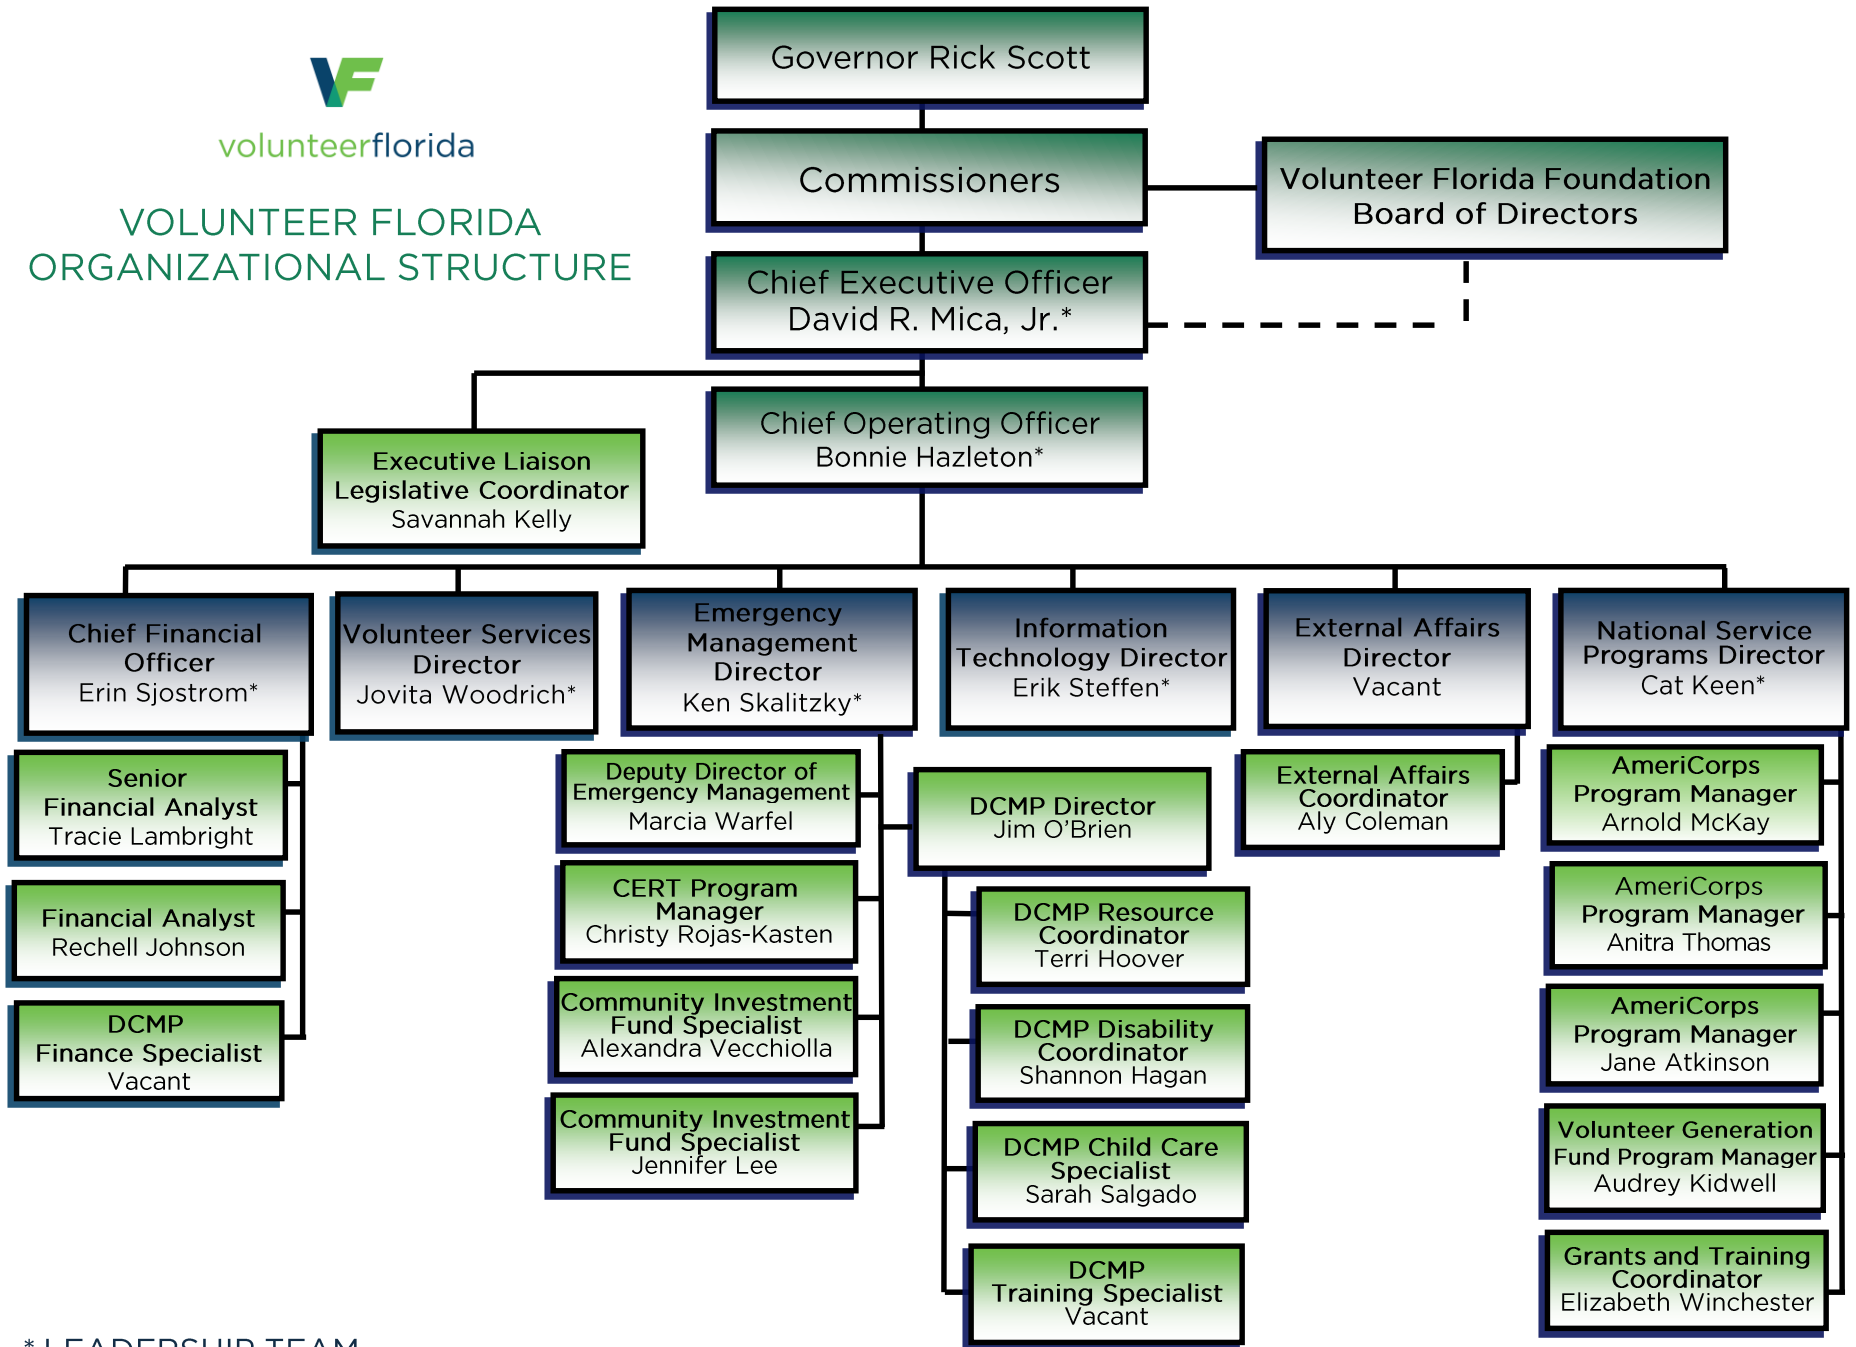 Governor Rick Scott
volunteerflorida
VOLUNTEER FLORIDA
ORGANIZATIONAL STRUCTURE
Commissioners
Volunteer Florida Foundation
Board of Directors
Chief Executive Officer
David R. Mica, Jr.*
Chief Operating Officer
Bonnie Hazleton*
Executive Liaison
Legislative Coordinator
Savannah Kelly
Chief Financial
Officer
Erin Sjostrom*
Volunteer Services
Director
Jovita Woodrich*
Emergency
Management
Director
Ken Skalitzky*
Information
Technology Director
Erik Steffen*
External Affairs
Director
Vacant
National Service
Programs Director
Cat Keen*
Senior
Financial Analyst
Tracie Lambright
Financial Analyst
Rechell Johnson
DCMP
Finance Specialist
Vacant
Deputy Director of
Emergency Management
Marcia Warfel
CERT Program
Manager
Christy Rojas-Kasten
Community Investment
Fund Specialist
Alexandra Vecchiolla
Community Investment
Fund Specialist
Jennifer Lee
DCMP Director
Jim O'Brien
DCMP Resource
Coordinator
Terri Hoover
DCMP Disability
Coordinator
Shannon Hagan
DCMP Child Care
Specialist
Sarah Salgado
DCMP
Training Specialist
Vacant
External Affairs
Coordinator
Aly Coleman
AmeriCorps
Program Manager
Arnold McKay
AmeriCorps
Program Manager
Anitra Thomas
AmeriCorps
Program Manager
Jane Atkinson
Volunteer Generation
Fund Program Manager
Audrey Kidwell
Grants and Training
Coordinator
Elizabeth Winchester
* LEADERSHIP TEAM